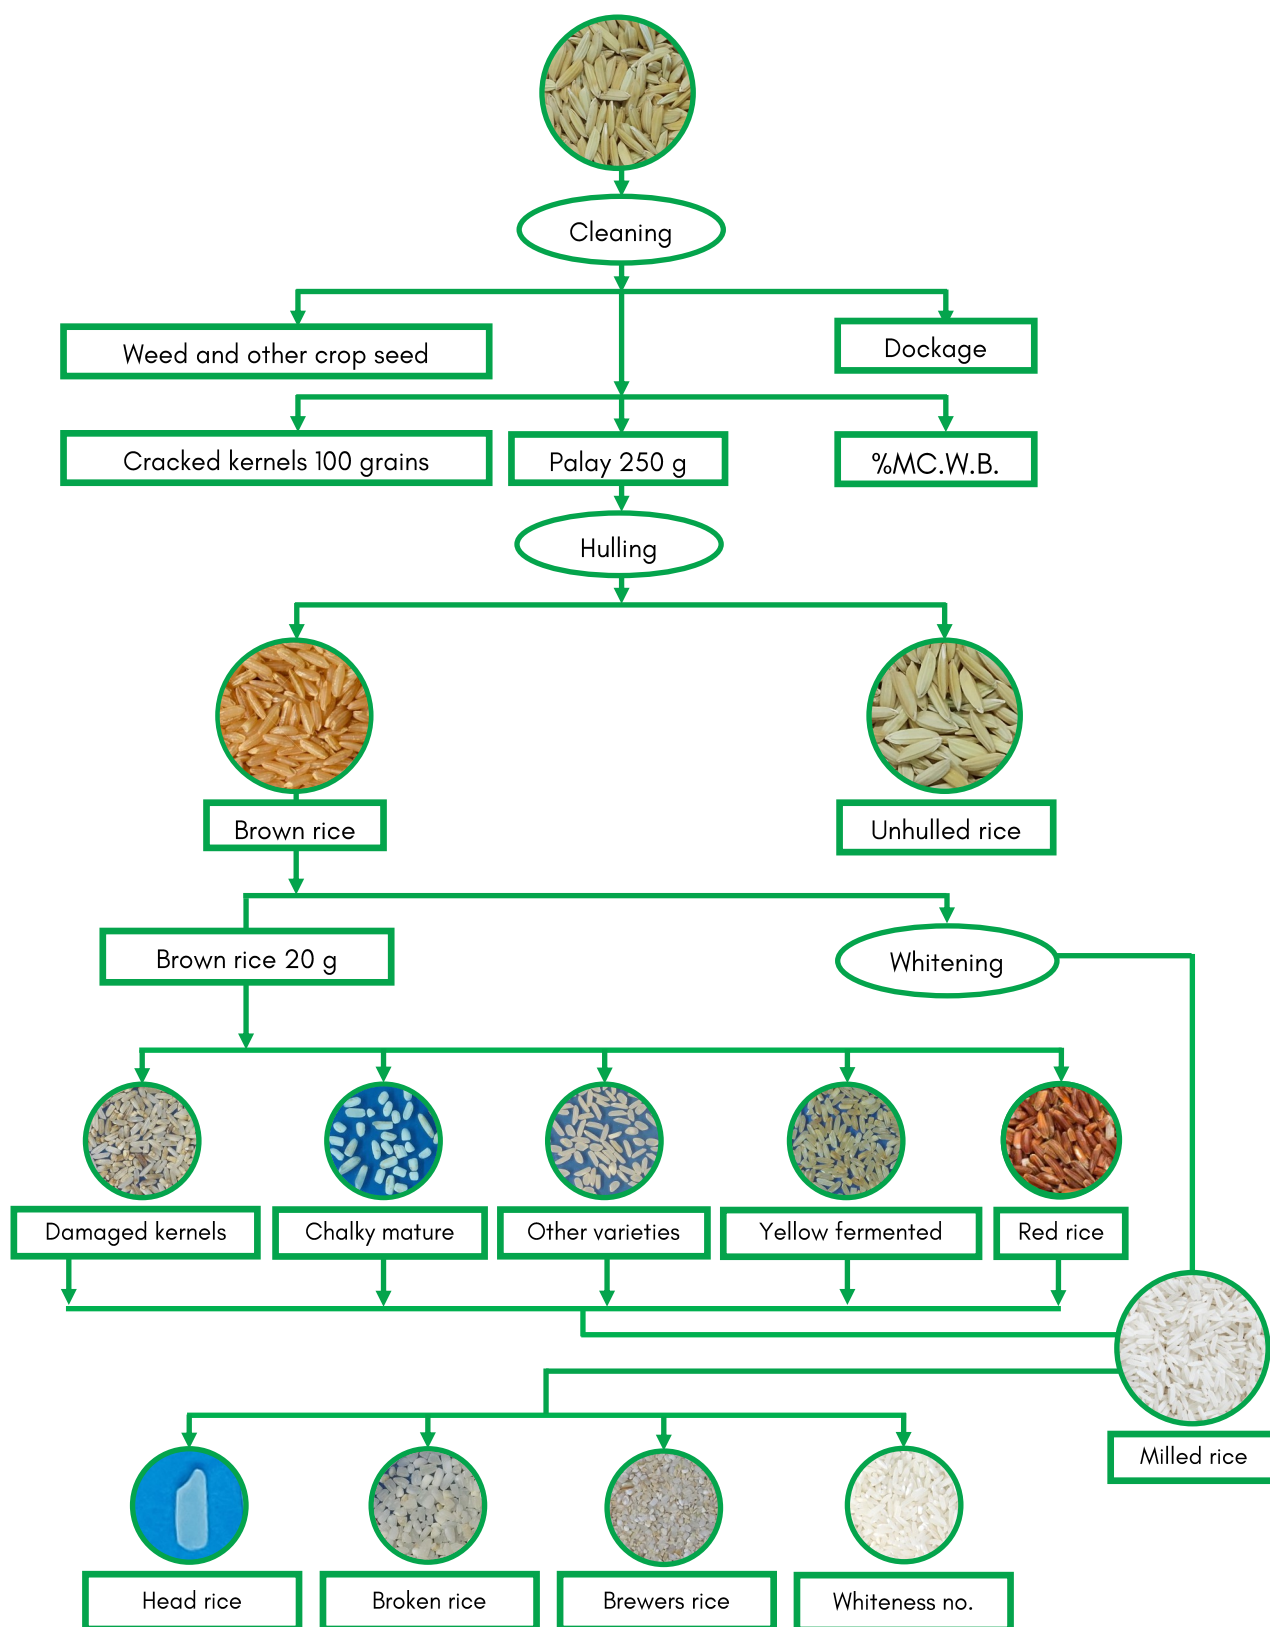 Cleaning
Weed and other crop seed
Dockage
Cracked kernels 100 grains
Palay 250 g
%MC.W.B.
Hulling
Brown rice
Unhulled rice
Brown rice 20 g
Whitening
Damaged kernels
Chalky mature
Other varieties
Yellow fermented
Red rice
Milled rice
Head rice
Broken rice
Brewers rice
Whiteness no.